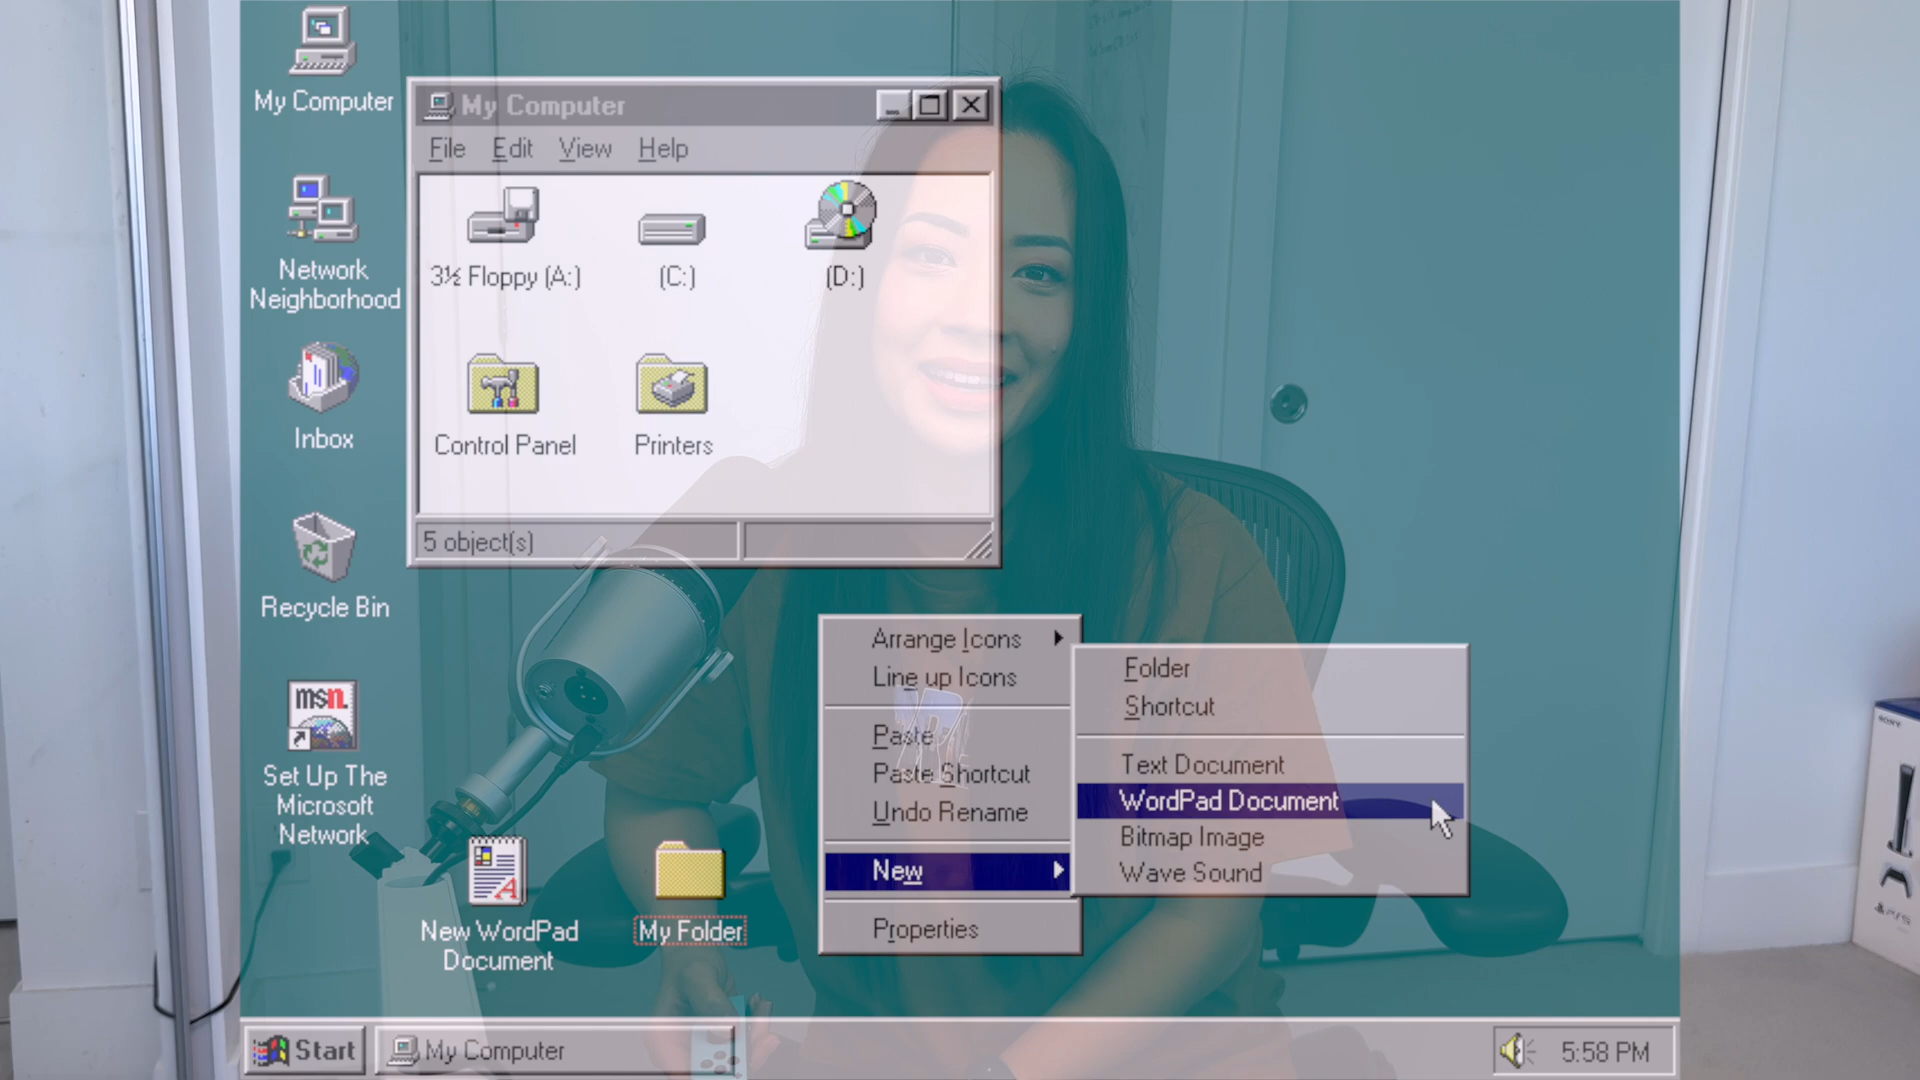 My Computer
My Computer
File Edit View Help
3½ Floppy (A:)
(C:)
(D:)
Control Panel
Printers
5 object(s)
Network
Neighborhood
Inbox
Recycle Bin
msn.
Set Up The
Microsoft
Network
New WordPad
Document
My Folder
Arrange Icons
Line up Icons
Paste
Paste Shortcut
Undo Rename
New
Properties
Folder
Shortcut
Text Document
WordPad Document
Bitmap Image
Wave Sound
SONY
PS5
Start
My Computer
5:58 PM